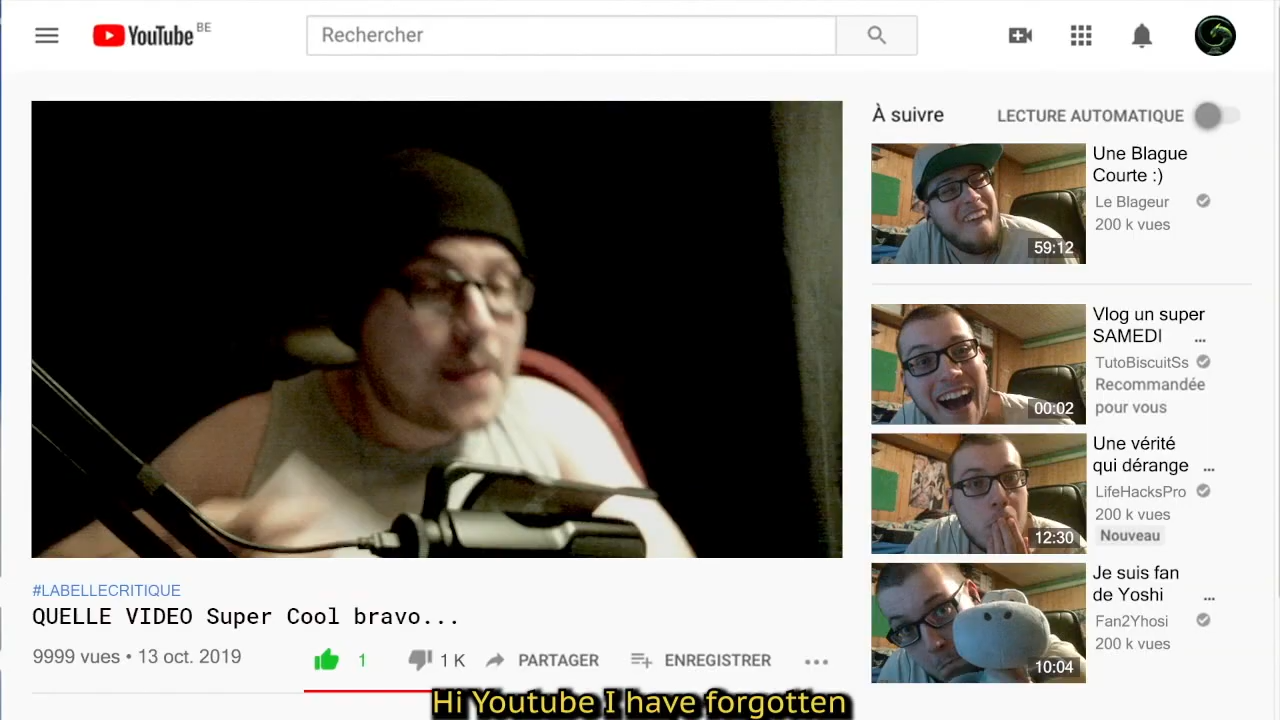 YouTube BE
Rechercher
À suivre
LECTURE AUTOMATIQUE
Une Blague
Courte :)
Le Blageur
200 k vues
59:12
Vlog un super
SAMEDI ...
TutoBiscuitSs
Recommandée
pour vous
00:02
Une vérité
qui dérange ...
LifeHacksPro
200 k vues
Nouveau
12:30
Je suis fan
de Yoshi ...
Fan2Yhosi
200 k vues
10:04
#LABELLECRITIQUE
QUELLE VIDEO Super Cool bravo...
9999 vues • 13 oct. 2019
1
1 K
PARTAGER
ENREGISTRER
Hi Youtube I have forgotten